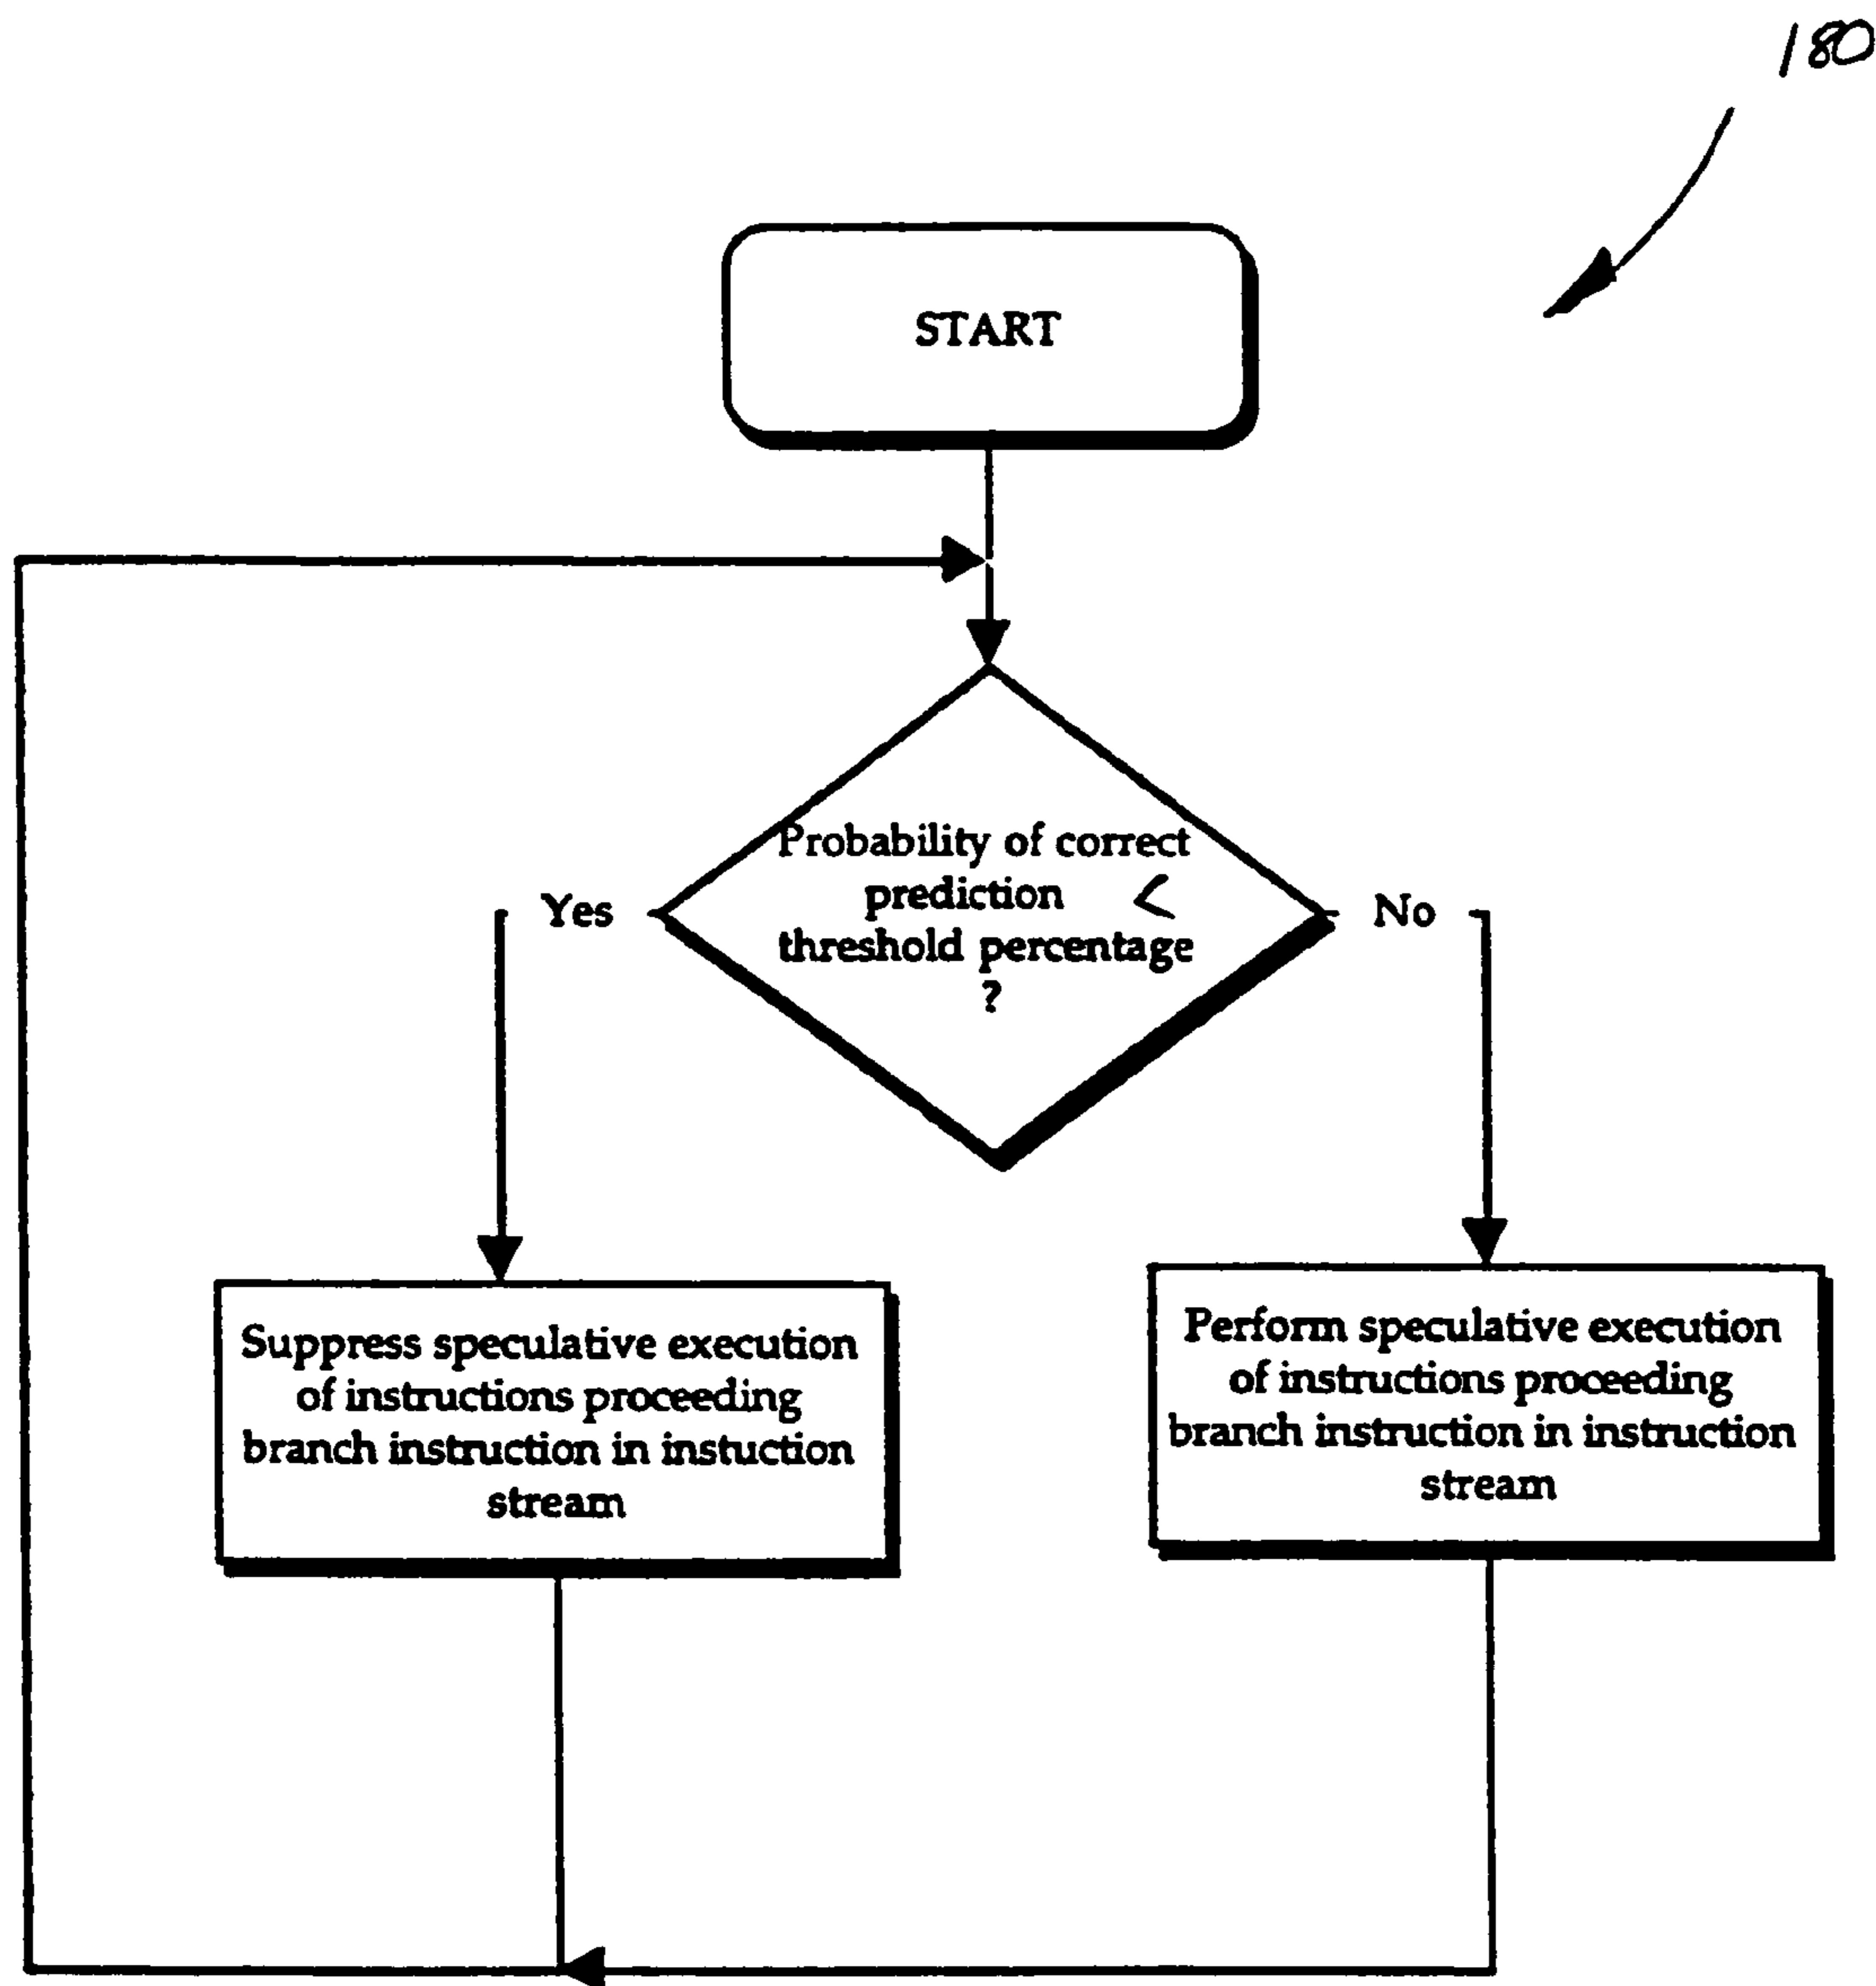 180
START
Probability of correct
prediction <
threshold percentage
?
Yes
No
Suppress speculative execution
of instructions proceeding
branch instruction in instuction
stream
Perform speculative execution
of instructions proceeding
branch instruction in instruction
stream